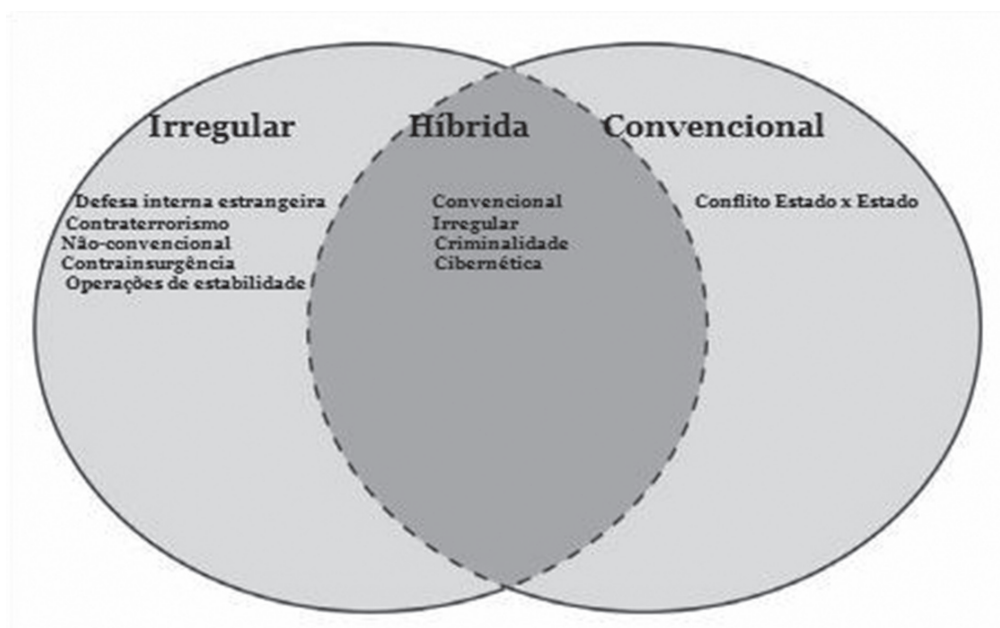 Irregular
Híbrida
Convencional
Defesa interna estrangeira
Contraterrorismo
Não-convencional
Contrainsurgência
Operações de estabilidade
Convencional
Irregular
Criminalidade
Cibernética
Conflito Estado x Estado